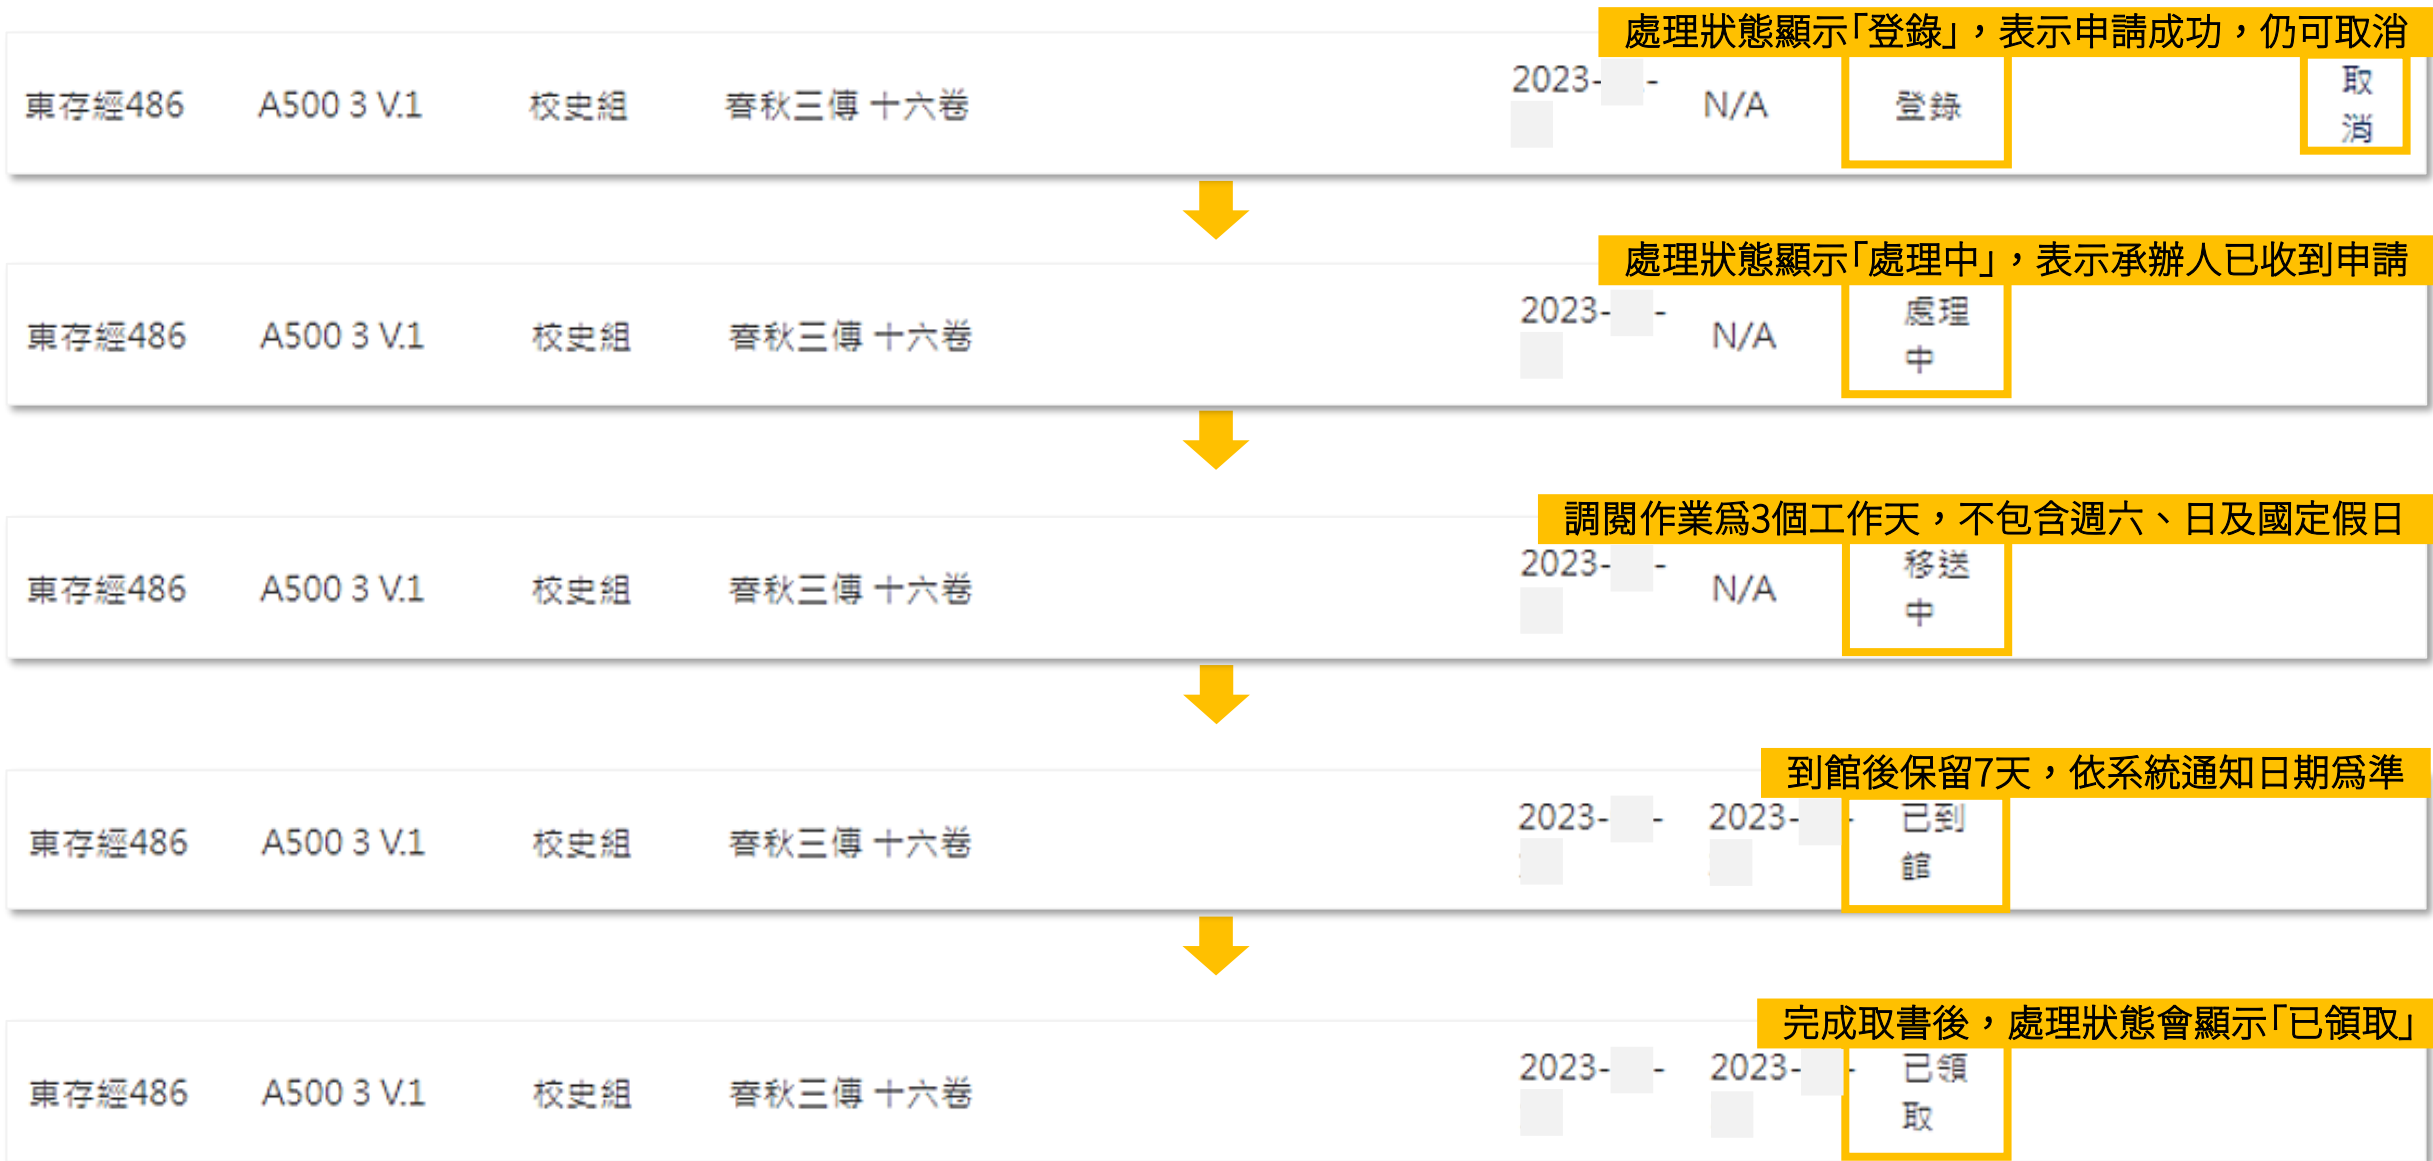 處理狀態顯示「登錄」，表示申請成功，仍可取消
東存經486 A500 3 V.1 校史組 春秋三傳 十六卷 2023- - N/A 登錄 取消
處理狀態顯示「處理中」，表示承辦人已收到申請
東存經486 A500 3 V.1 校史組 春秋三傳 十六卷 2023- - N/A 處理中
調閱作業為3個工作天，不包含週六、日及國定假日
東存經486 A500 3 V.1 校史組 春秋三傳 十六卷 2023- - N/A 移送中
到館後保留7天，依系統通知日期為準
東存經486 A500 3 V.1 校史組 春秋三傳 十六卷 2023- - 2023- - 已到館
完成取書後，處理狀態會顯示「已領取」
東存經486 A500 3 V.1 校史組 春秋三傳 十六卷 2023- - 2023- - 已領取